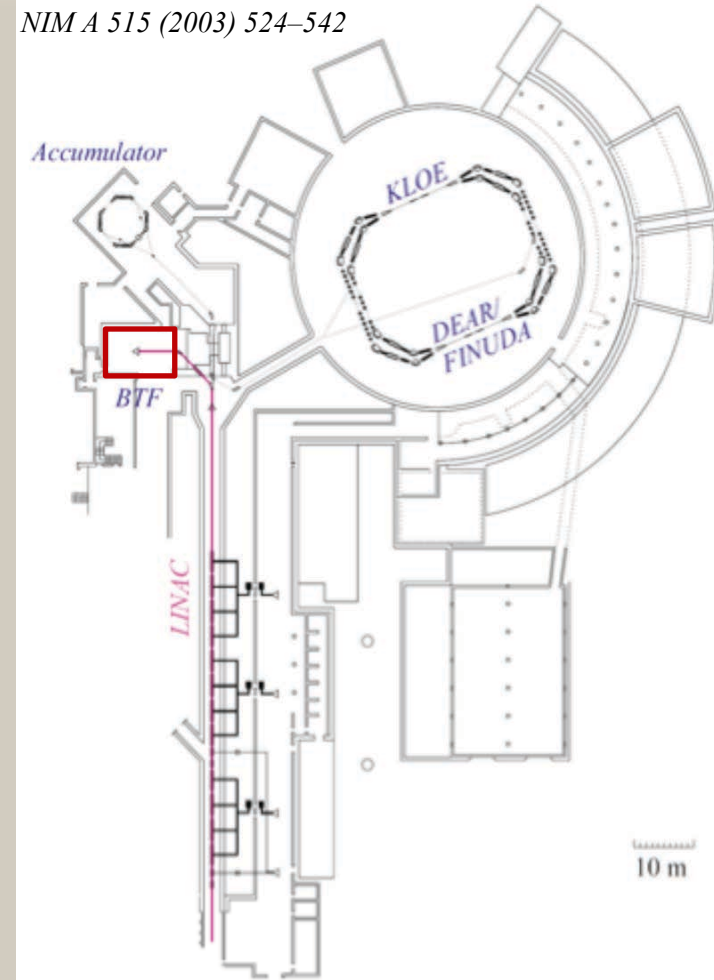 NIM A 515 (2003) 524–542
Accumulator
KLOE
DEAR/
FINUDA
BTF
LINAC
10 m